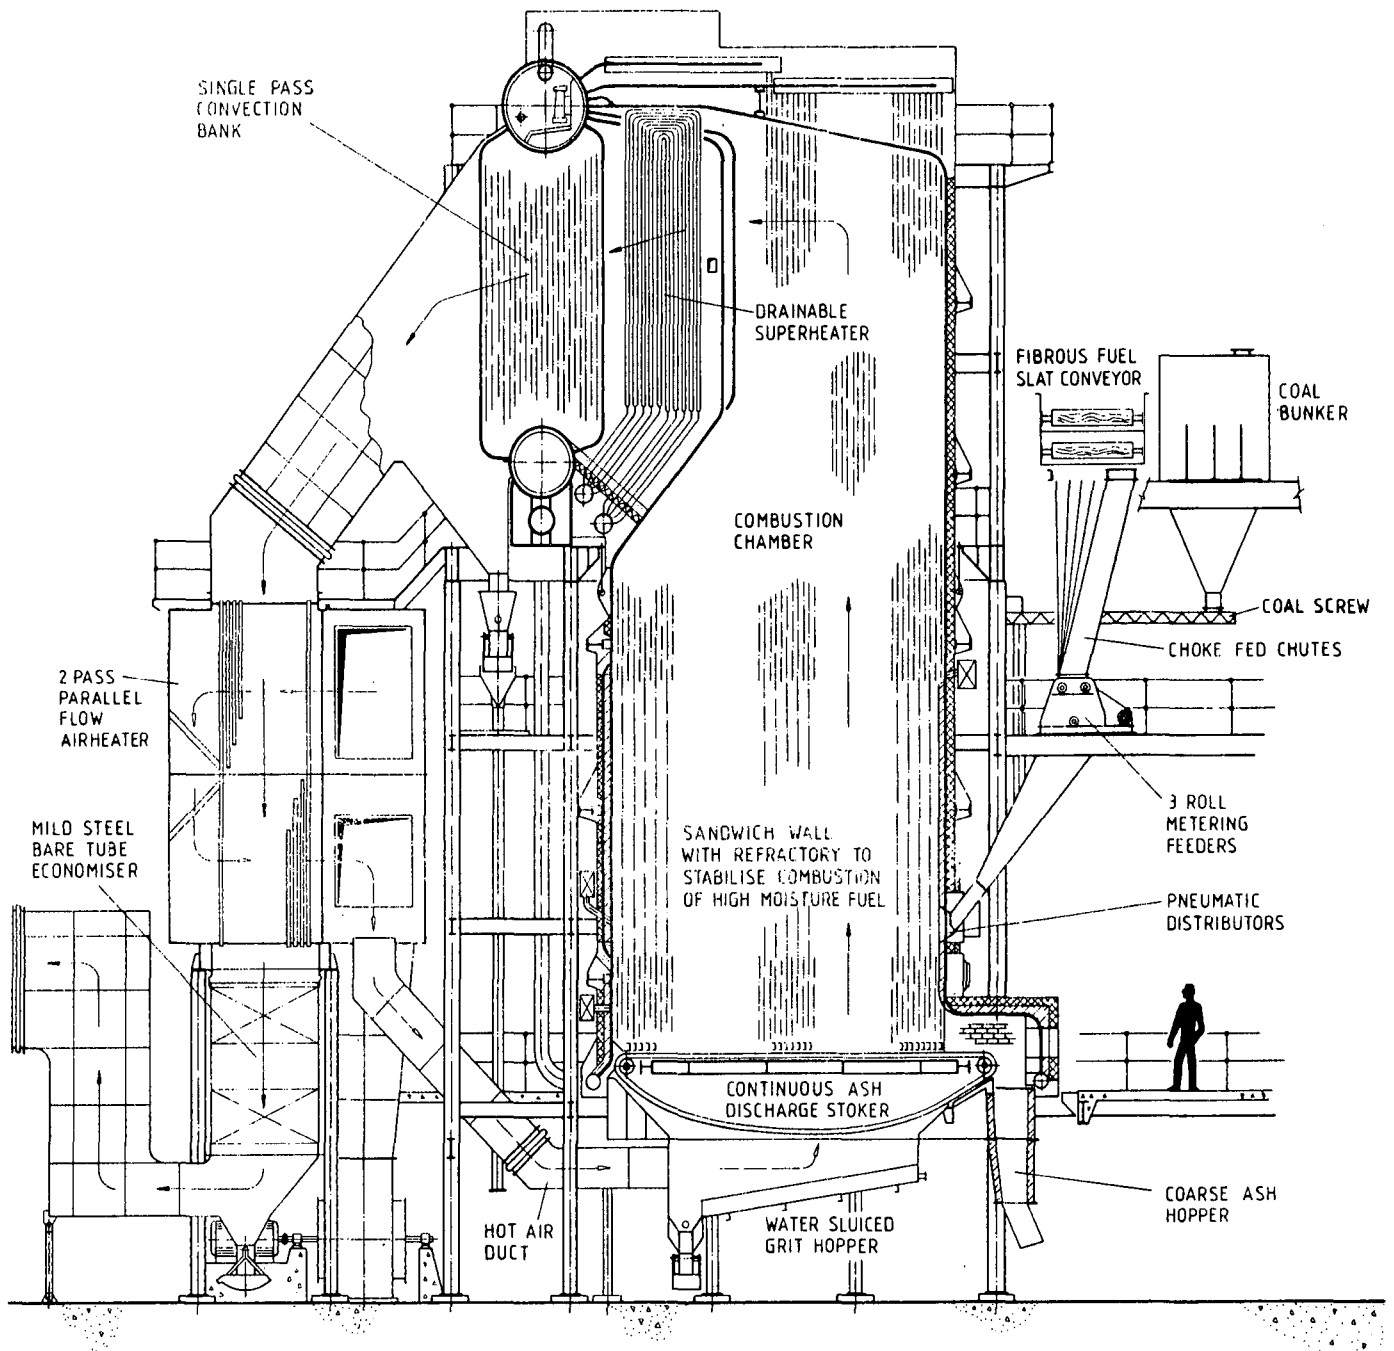 SINGLE PASS
CONVECTION
BANK
DRAINABLE
SUPERHEATER
FIBROUS FUEL
SLAT CONVEYOR
COAL
BUNKER
COMBUSTION
CHAMBER
COAL SCREW
CHOKE FED CHUTES
2 PASS
PARALLEL
FLOW
AIRHEATER
3 ROLL
METERING
FEEDERS
MILD STEEL
BARE TUBE
ECONOMISER
SANDWICH WALL
WITH REFRACTORY TO
STABILISE COMBUSTION
OF HIGH MOISTURE FUEL
PNEUMATIC
DISTRIBUTORS
CONTINUOUS ASH
DISCHARGE STOKER
COARSE ASH
HOPPER
HOT AIR
DUCT
WATER SLUICED
GRIT HOPPER